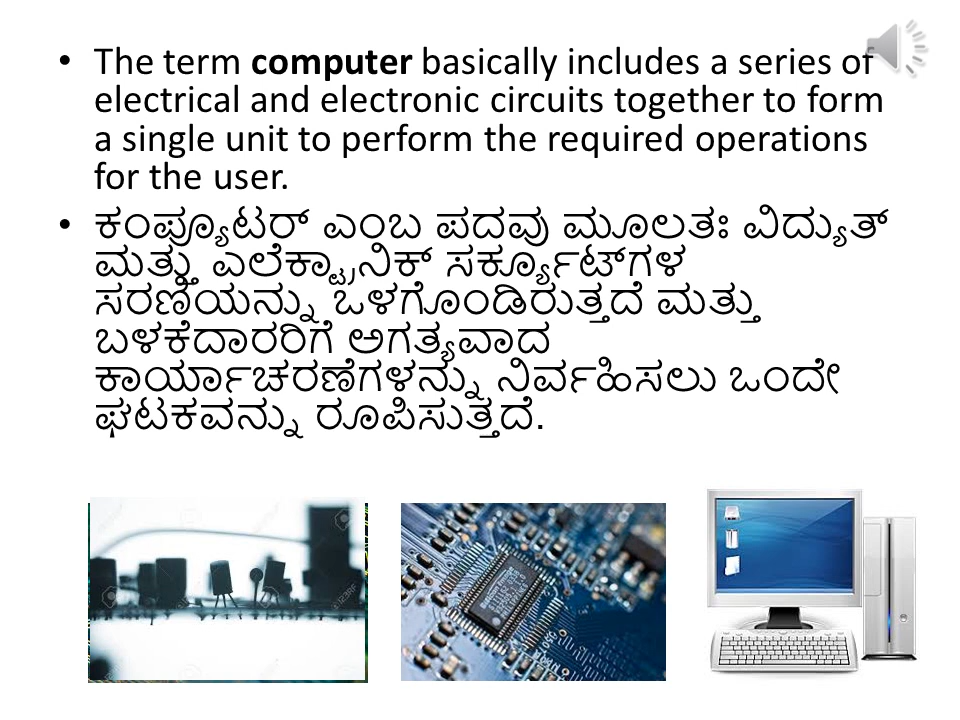 • The term computer basically includes a series of
electrical and electronic circuits together to form
a single unit to perform the required operations
for the user.
• ಕಂಪ್ಯೂಟರ್ ಎಂಬ ಪದವು ಮೂಲತಃ ವಿದ್ಯುತ್
ಮತ್ತು ಎಲೆಕ್ಟ್ರಾನಿಕ್ ಸರ್ಕ್ಯೂಟ್‌ಗಳ
ಸರಣಿಯನ್ನು ಒಳಗೊಂಡಿರುತ್ತದೆ ಮತ್ತು
ಬಳಕೆದಾರರಿಗೆ ಅಗತ್ಯವಾದ
ಕಾರ್ಯಾಚರಣೆಗಳನ್ನು ನಿರ್ವಹಿಸಲು ಒಂದೇ
ಘಟಕವನ್ನು ರೂಪಿಸುತ್ತದೆ.